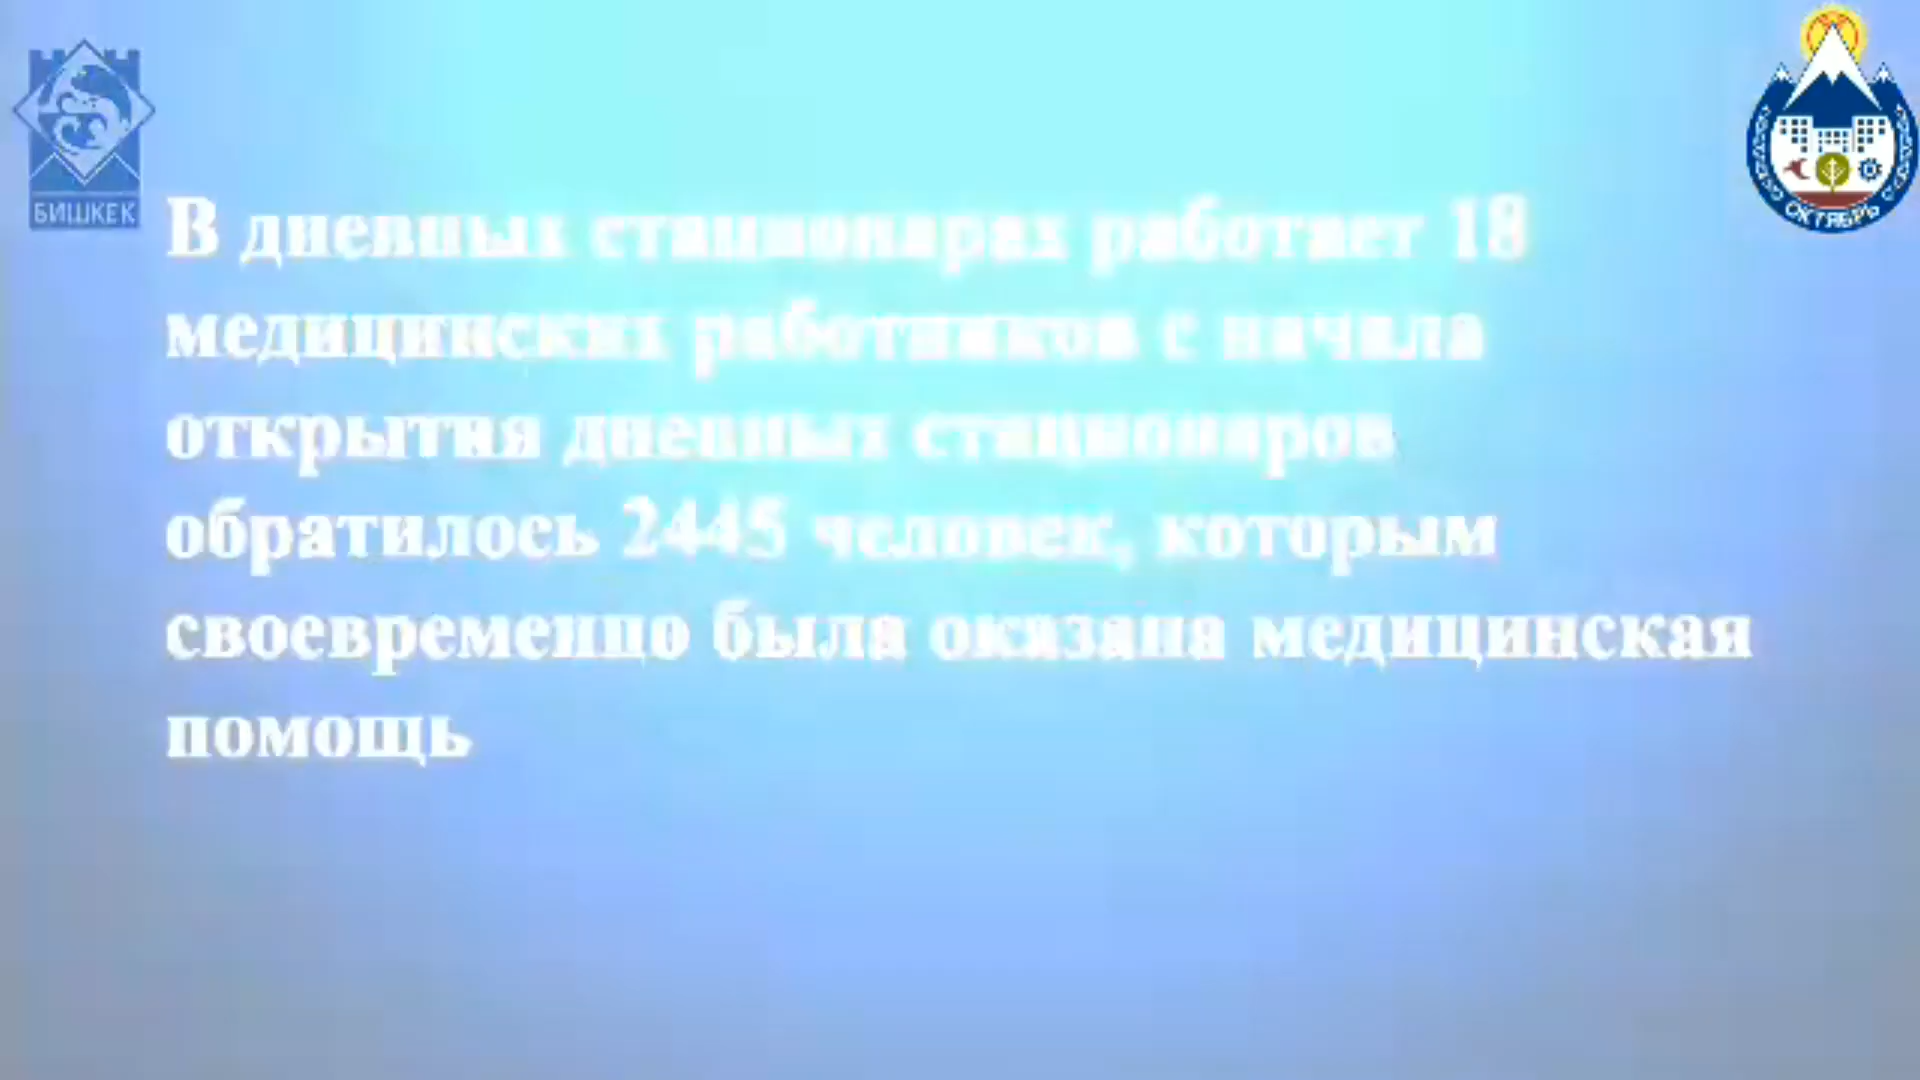 БИШКЕК
ОКТЯБРЬ
В дневных стационарах работает 18
медицинских работников с начала
открытия дневных стационаров
обратилось 2445 человек, которым
своевременно была оказана медицинская
помощь